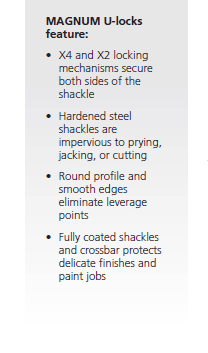 MAGNUM U-locks
feature:
• X4 and X2 locking
mechanisms secure
both sides of the
shackle
• Hardened steel
shackles are
impervious to prying,
jacking, or cutting
• Round profile and
smooth edges
eliminate leverage
points
• Fully coated shackles
and crossbar protects
delicate finishes and
paint jobs